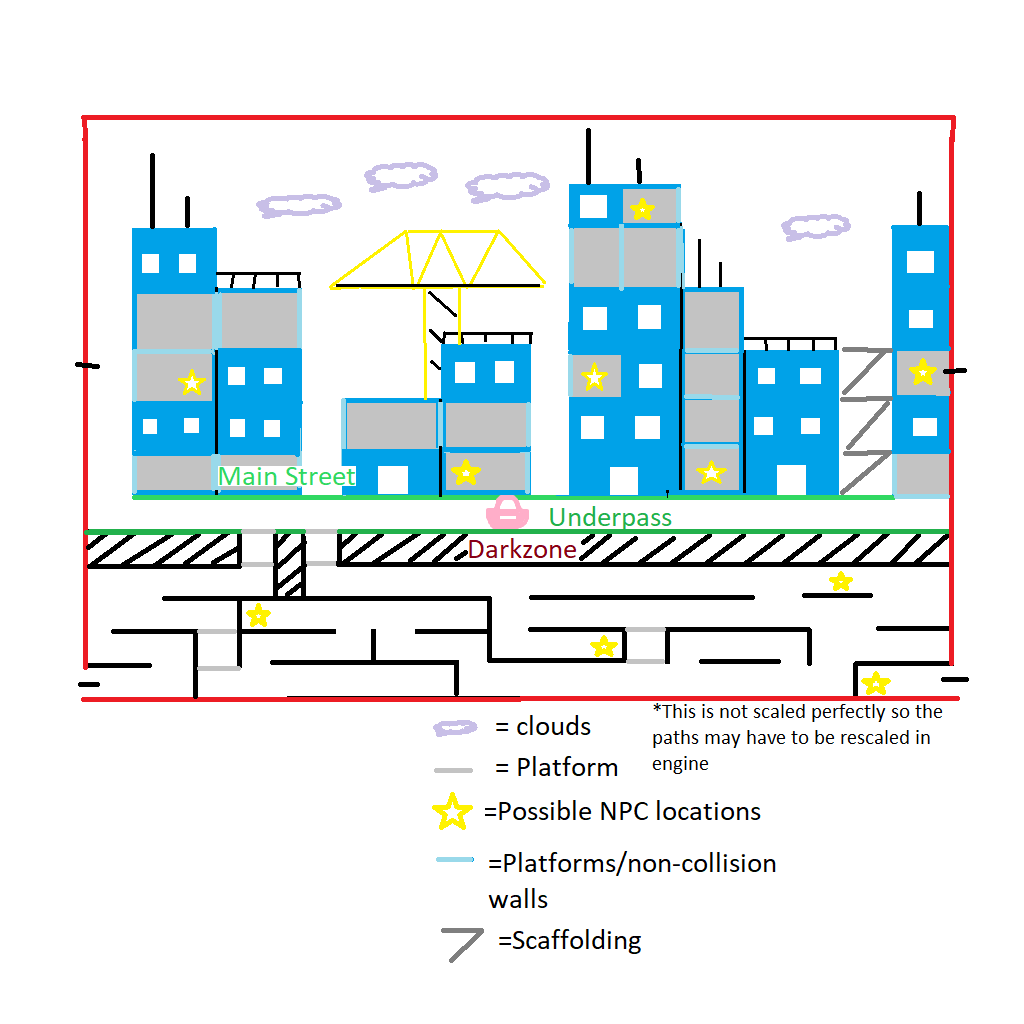 Main Street
Underpass
Darkzone
= clouds
*This is not scaled perfectly so the
paths may have to be rescaled in
engine
= Platform
=Possible NPC locations
=Platforms/non-collision
walls
=Scaffolding